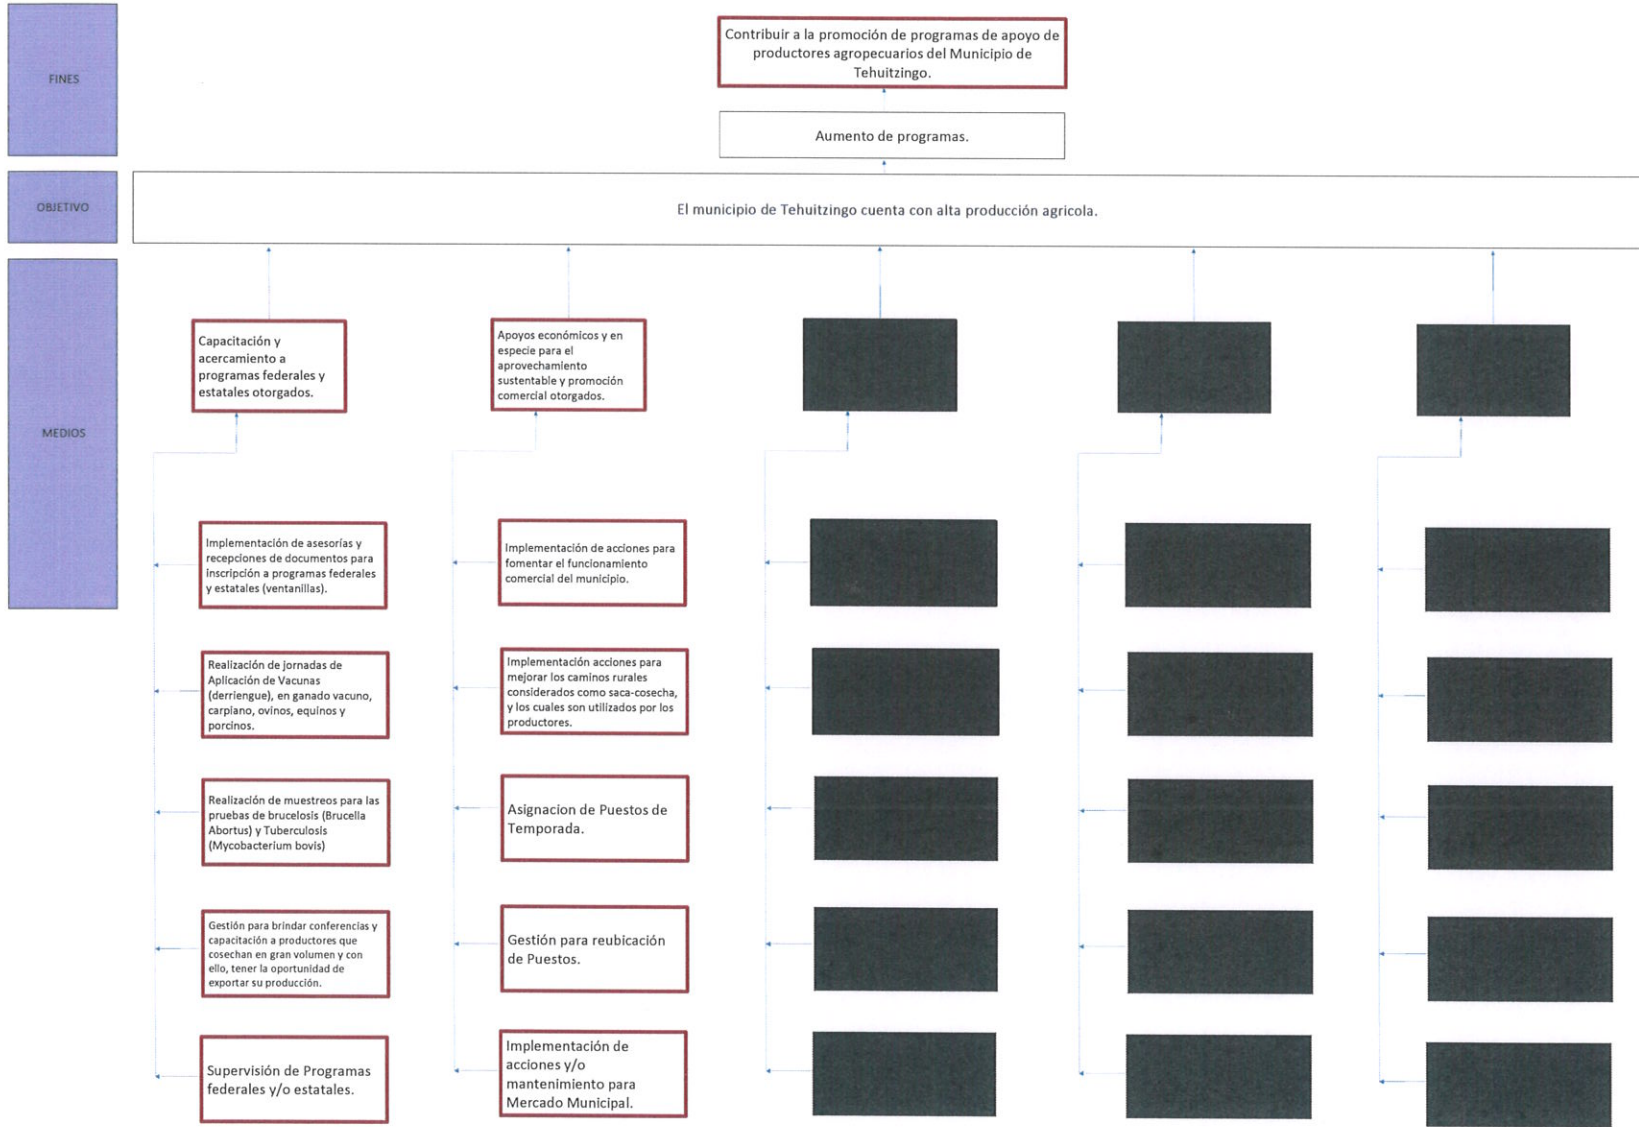 FINES
Contribuir a la promoción de programas de apoyo de
productores agropecuarios del Municipio de
Tehuitzingo.
Aumento de programas.
OBJETIVO
El municipio de Tehuitzingo cuenta con alta producción agricola.
MEDIOS
Capacitación y
acercamiento a
programas federales y
estatales otorgados.
Apoyos económicos y en
especie para el
aprovechamiento
sustentable y promoción
comercial otorgados.
Implementación de asesorías y
recepciones de documentos para
inscripción a programas federales
y estatales (ventanillas).
Implementación de acciones para
fomentar el funcionamiento
comercial del municipio.
Realización de jornadas de
Aplicación de Vacunas
(derriengue), en ganado vacuno,
carpiano, ovinos, equinos y
porcinos.
Implementación acciones para
mejorar los caminos rurales
considerados como saca-cosecha,
y los cuales son utilizados por los
productores.
Realización de muestreos para las
pruebas de brucelosis (Brucella
Abortus) y Tuberculosis
(Mycobacterium bovis)
Asignacion de Puestos de
Temporada.
Gestión para brindar conferencias y
capacitación a productores que
cosechan en gran volumen y con
ello, tener la oportunidad de
exportar su producción.
Gestión para reubicación
de Puestos.
Supervisión de Programas
federales y/o estatales.
Implementación de
acciones y/o
mantenimiento para
Mercado Municipal.